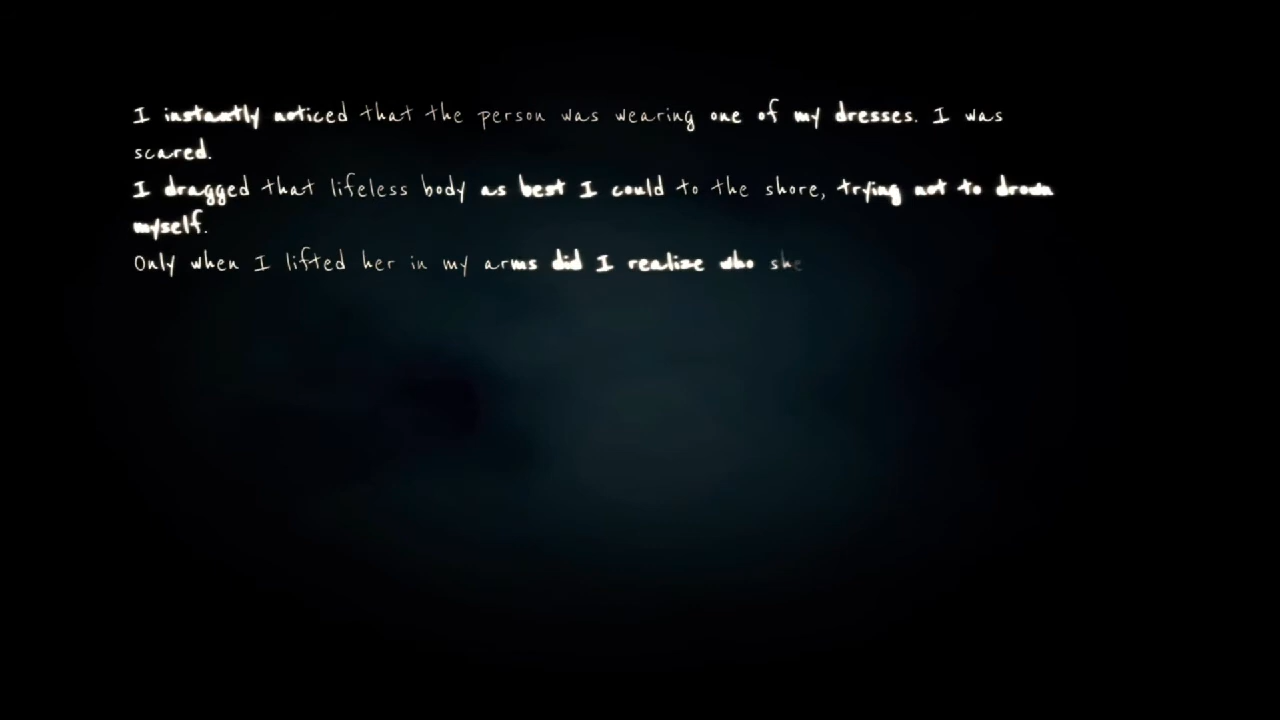 I instantly noticed that the person was wearing one of my dresses. I was
scared.
I dragged that lifeless body as best I could to the shore, trying not to drown
myself.
Only when I lifted her in my arms did I realize who she